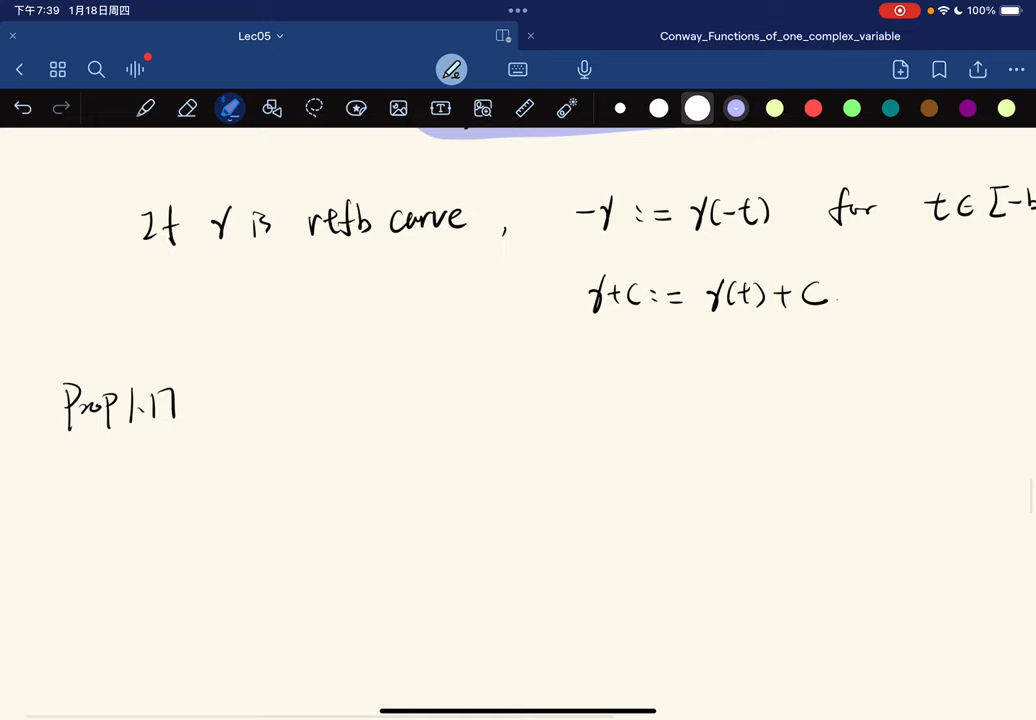 下午7:39 1月18日周四
100%
Lec05
Conway_Functions_of_one_complex_variable
If γ is retfb curve, -γ := γ(-t) for t ∈ [-b
γ+c := γ(t) + C.
Prop 1.17